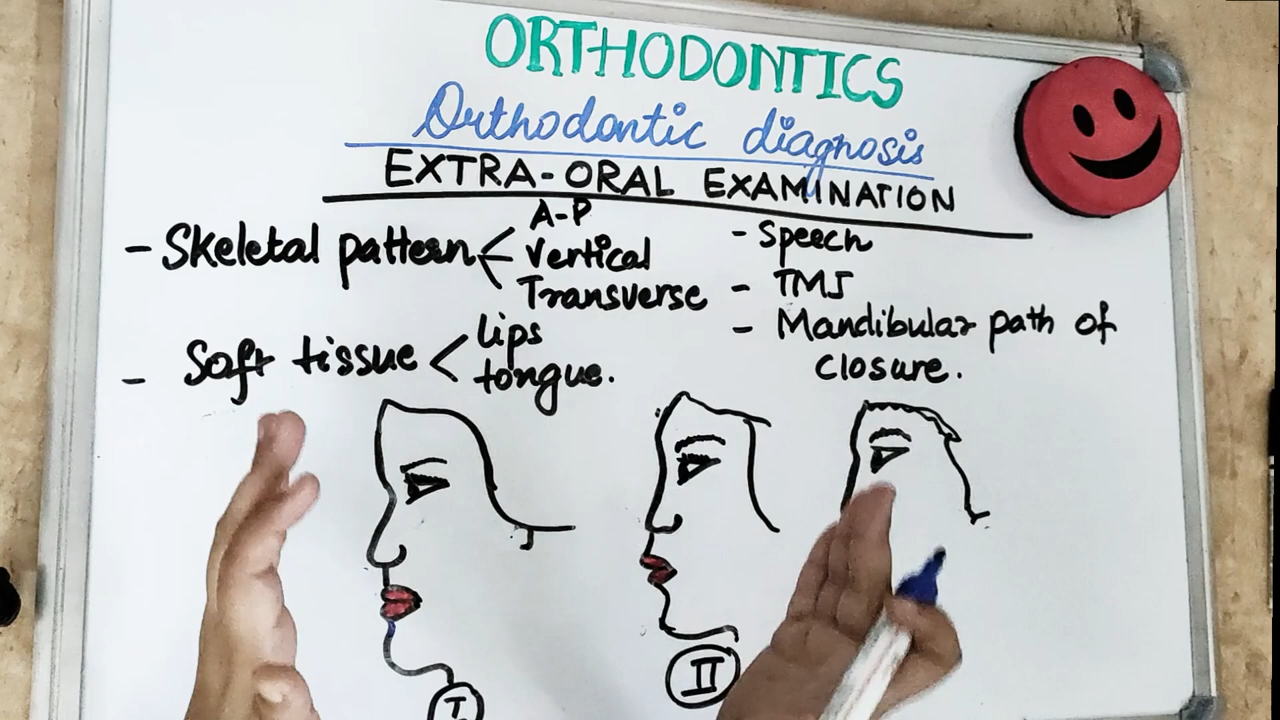 ORTHODONTICS
Orthodontic diagnosis
EXTRA-ORAL EXAMINATION
- Skeletal pattern < A-P
Vertical
Transverse
- Soft tissue < Lips
tongue.
- Speech
- TMJ
- Mandibular path of
closure.
I
II